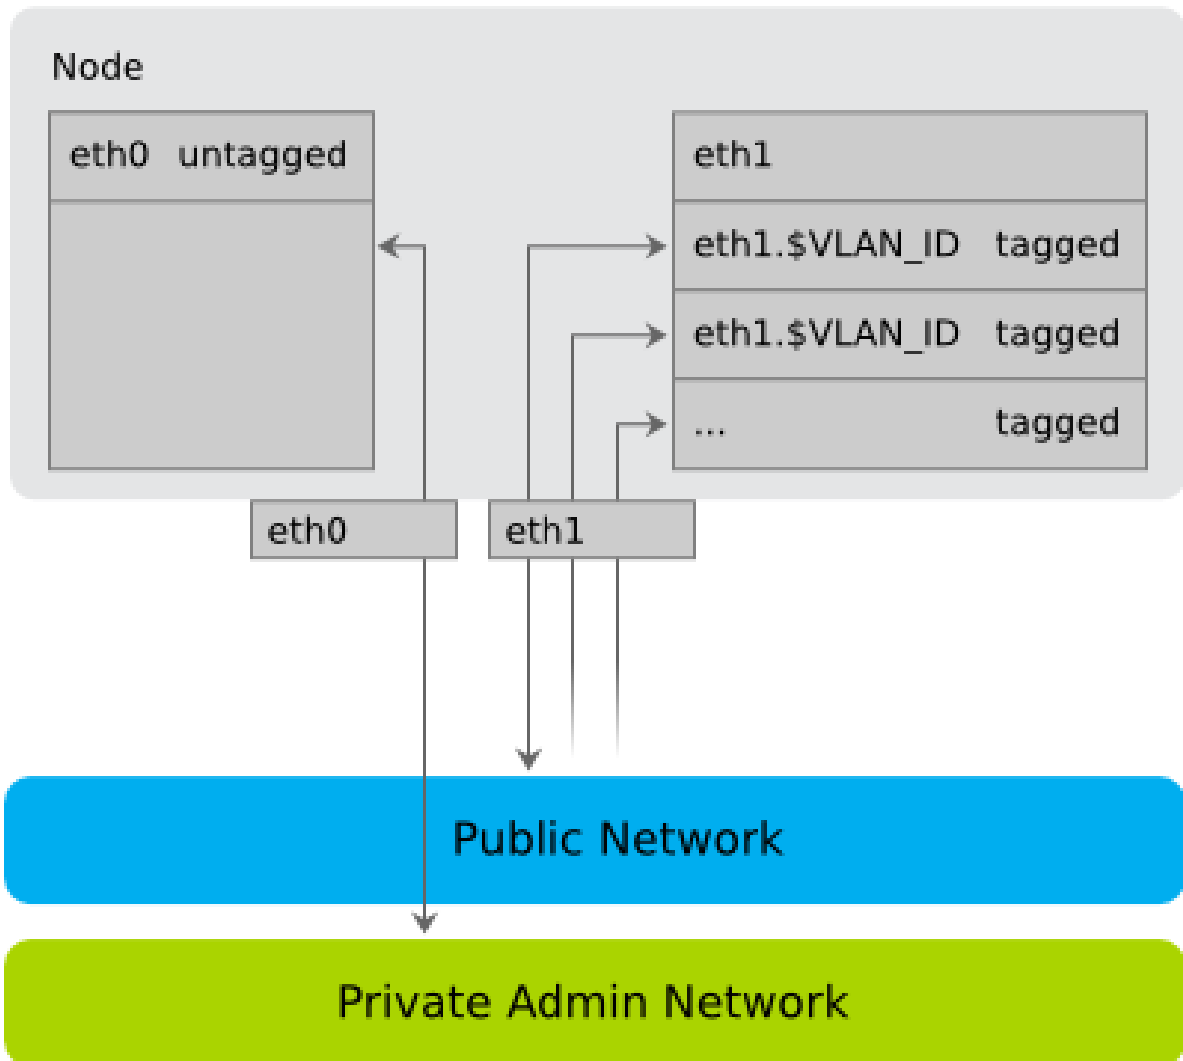 Node
eth0 untagged
eth1
eth1.$VLAN_ID tagged
eth1.$VLAN_ID tagged
... tagged
eth0
eth1
Public Network
Private Admin Network